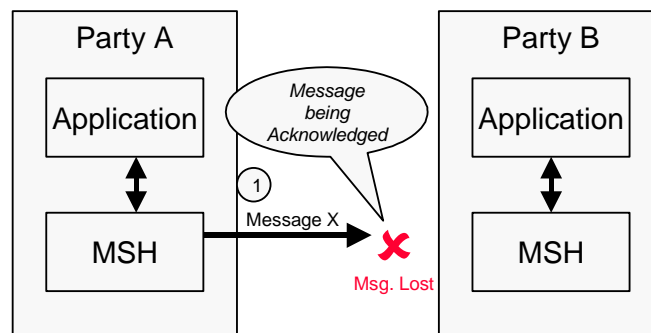 Party A
Party B
Application
Message
being
Acknowledged
Application
1
Message X
MSH
Msg. Lost
MSH